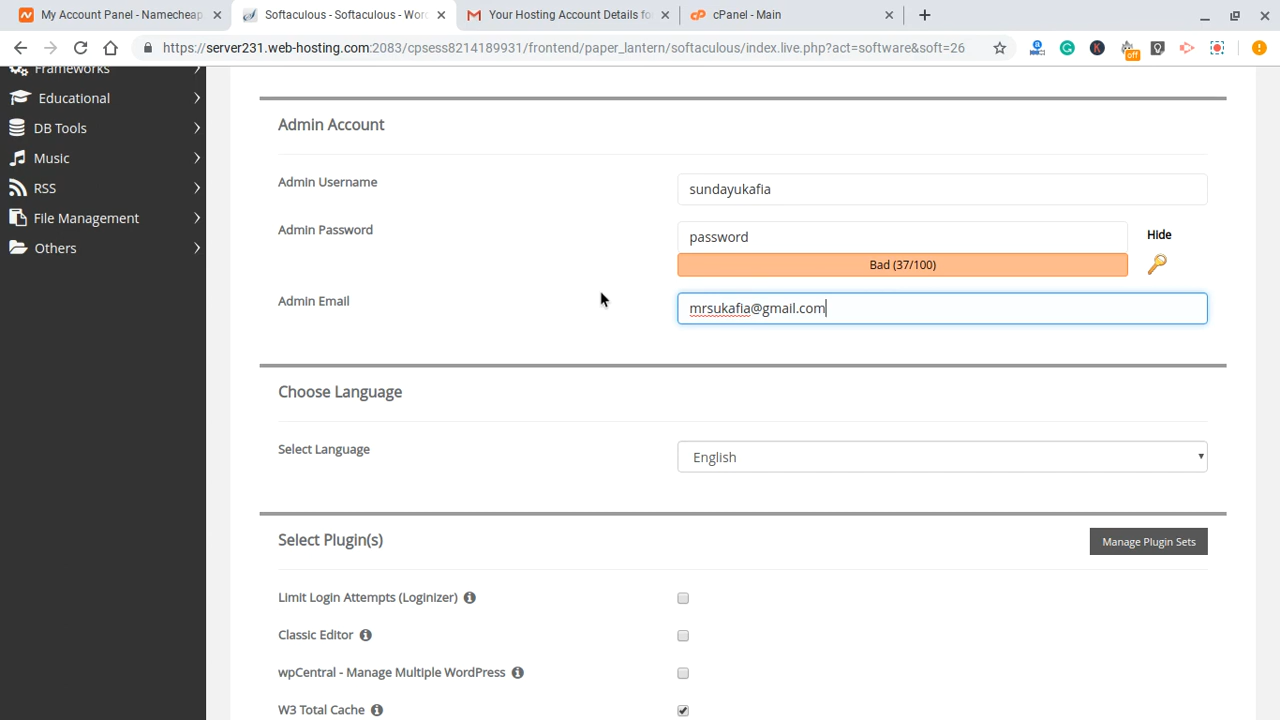 My Account Panel - Namecheap
Softaculous - Softaculous - Wor
Your Hosting Account Details for
cPanel - Main
https://server231.web-hosting.com:2083/cpsess8214189931/frontend/paper_lantern/softaculous/index.live.php?act=software&soft=26
off
Frameworks
Educational
DB Tools
Music
RSS
File Management
Others
Admin Account
Admin Username
sundayukafia
Admin Password
password
Hide
Bad (37/100)
Admin Email
mrsukafia@gmail.com
Choose Language
Select Language
English
Select Plugin(s)
Manage Plugin Sets
Limit Login Attempts (Loginizer)
Classic Editor
wpCentral - Manage Multiple WordPress
W3 Total Cache